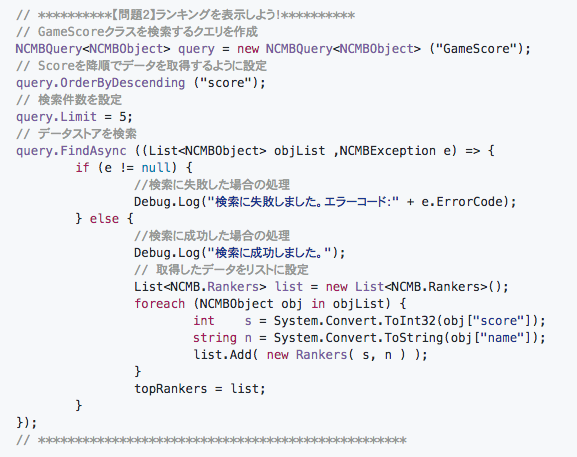 // **********【問題2】ランキングを表示しよう!**********
// GameScoreクラスを検索するクエリを作成
NCMBQuery<NCMBObject> query = new NCMBQuery<NCMBObject> ("GameScore");
// Scoreを降順でデータを取得するように設定
query.OrderByDescending ("score");
// 検索件数を設定
query.Limit = 5;
// データストアを検索
query.FindAsync ((List<NCMBObject> objList ,NCMBException e) => {
if (e != null) {
//検索に失敗した場合の処理
Debug.Log("検索に失敗しました。エラーコード:" + e.ErrorCode);
} else {
//検索に成功した場合の処理
Debug.Log("検索に成功しました。");
// 取得したデータをリストに設定
List<NCMB.Rankers> list = new List<NCMB.Rankers>();
foreach (NCMBObject obj in objList) {
int    s = System.Convert.ToInt32(obj["score"]);
string n = System.Convert.ToString(obj["name"]);
list.Add( new Rankers( s, n ) );
}
topRankers = list;
}
});
// **************************************************